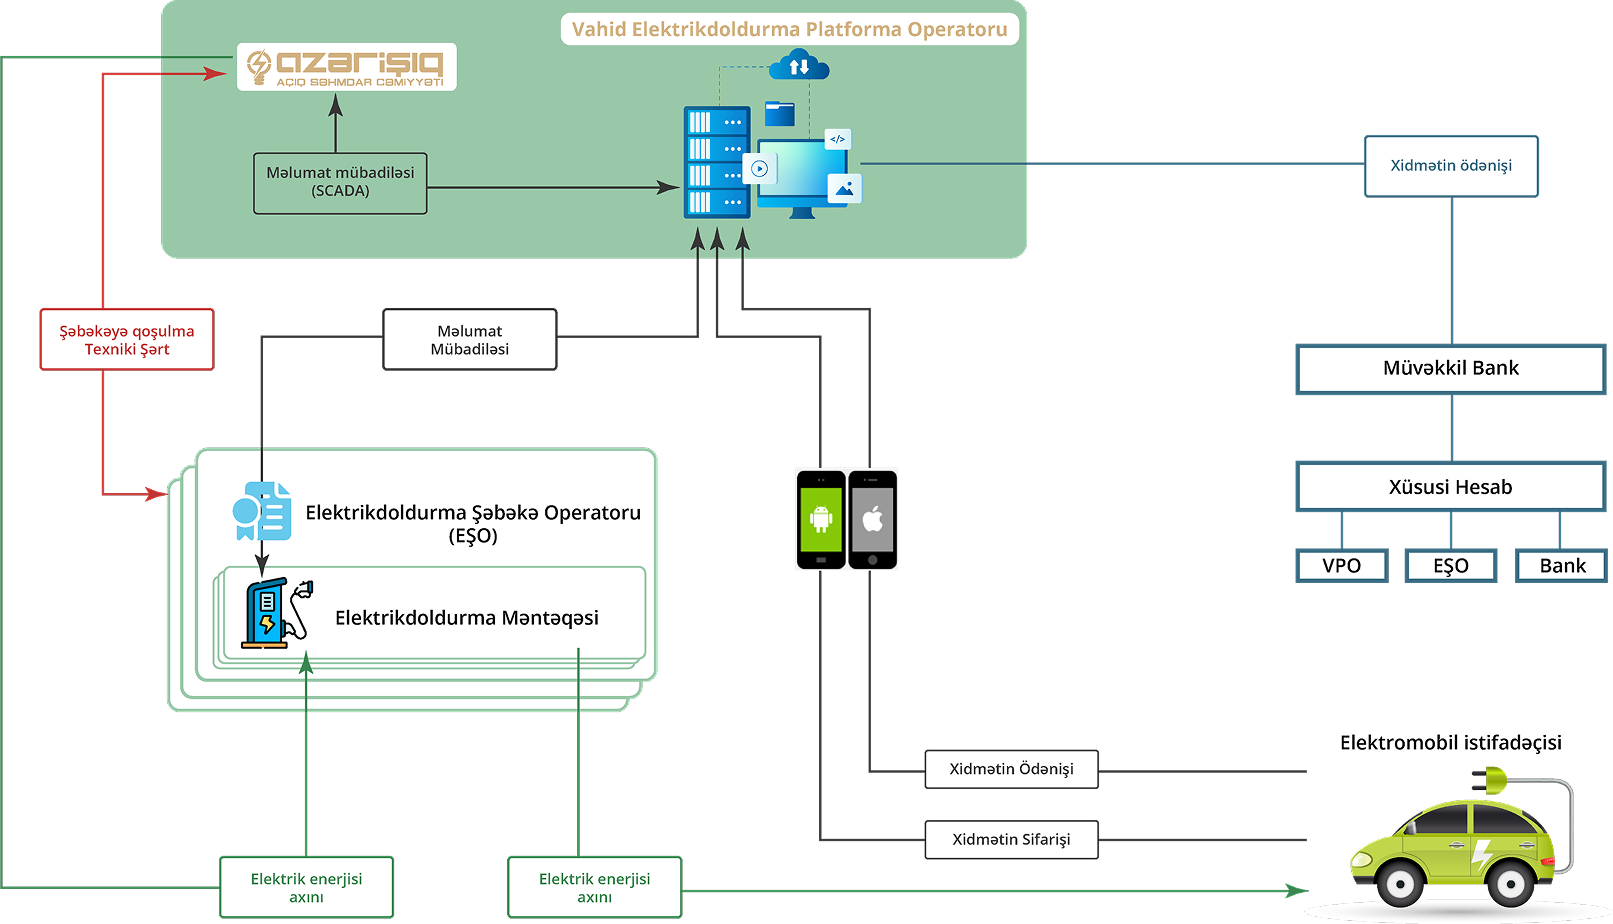 Vahid Elektrikdoldurma Platforma Operatoru
azərişıq
AÇIQ SƏHMDAR CƏMİYYƏTİ
Məlumat mübadiləsi
(SCADA)
</>
Xidmətin ödənişi
Şəbəkəyə qoşulma
Texniki Şərt
Məlumat
Mübadiləsi
Müvəkkil Bank
Xüsusi Hesab
VPO
EŞO
Bank
Elektrikdoldurma Şəbəkə Operatoru
(EŞO)
Elektrikdoldurma Məntəqəsi
Elektromobil istifadəçisi
Xidmətin Ödənişi
Xidmətin Sifarişi
Elektrik enerjisi
axını
Elektrik enerjisi
axını